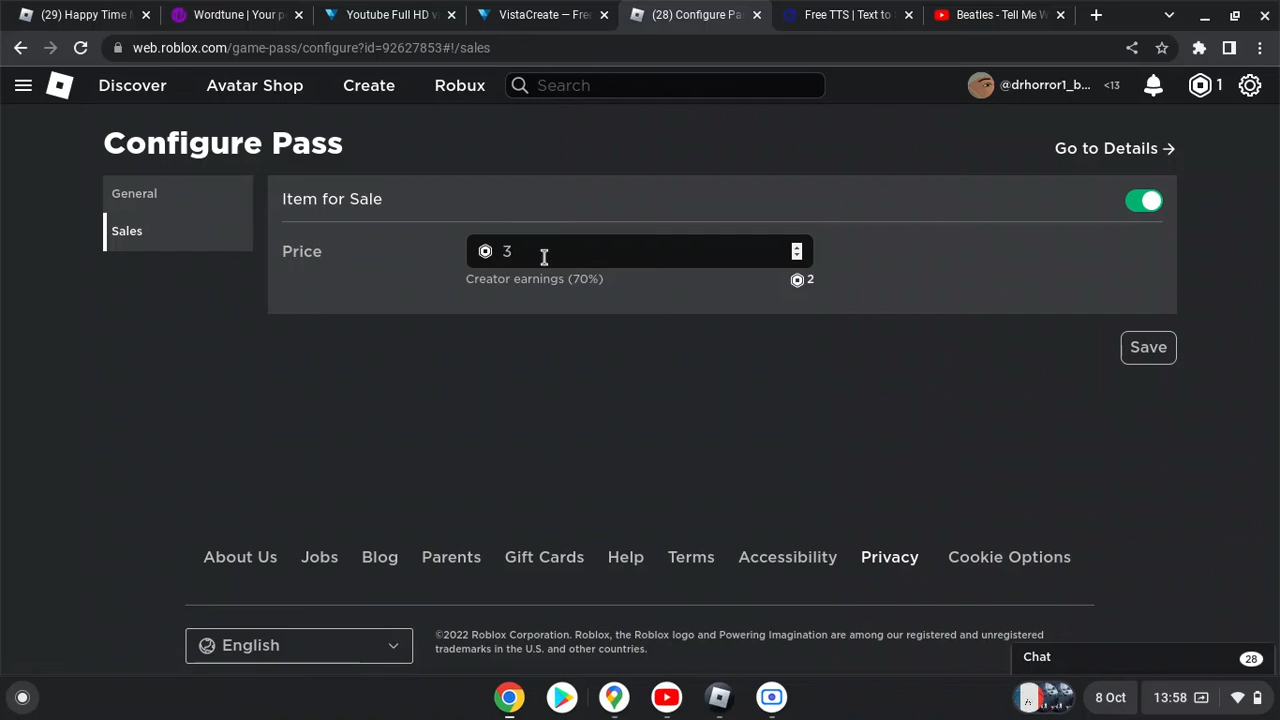 (29) Happy Time M
Wordtune | Your p
Youtube Full HD v
VistaCreate — Free
(28) Configure Pa
Free TTS | Text to
Beatles - Tell Me W
web.roblox.com/game-pass/configure?id=92627853#!/sales
Discover
Avatar Shop
Create
Robux
Search
@drhorror1_b...
<13
1
Configure Pass
Go to Details →
General
Sales
Item for Sale
Price
3
Creator earnings (70%)
2
Save
About Us
Jobs
Blog
Parents
Gift Cards
Help
Terms
Accessibility
Privacy
Cookie Options
English
©2022 Roblox Corporation. Roblox, the Roblox logo and Powering Imagination are among our registered and unregistered
trademarks in the U.S. and other countries.
Chat
28
8 Oct
13:58